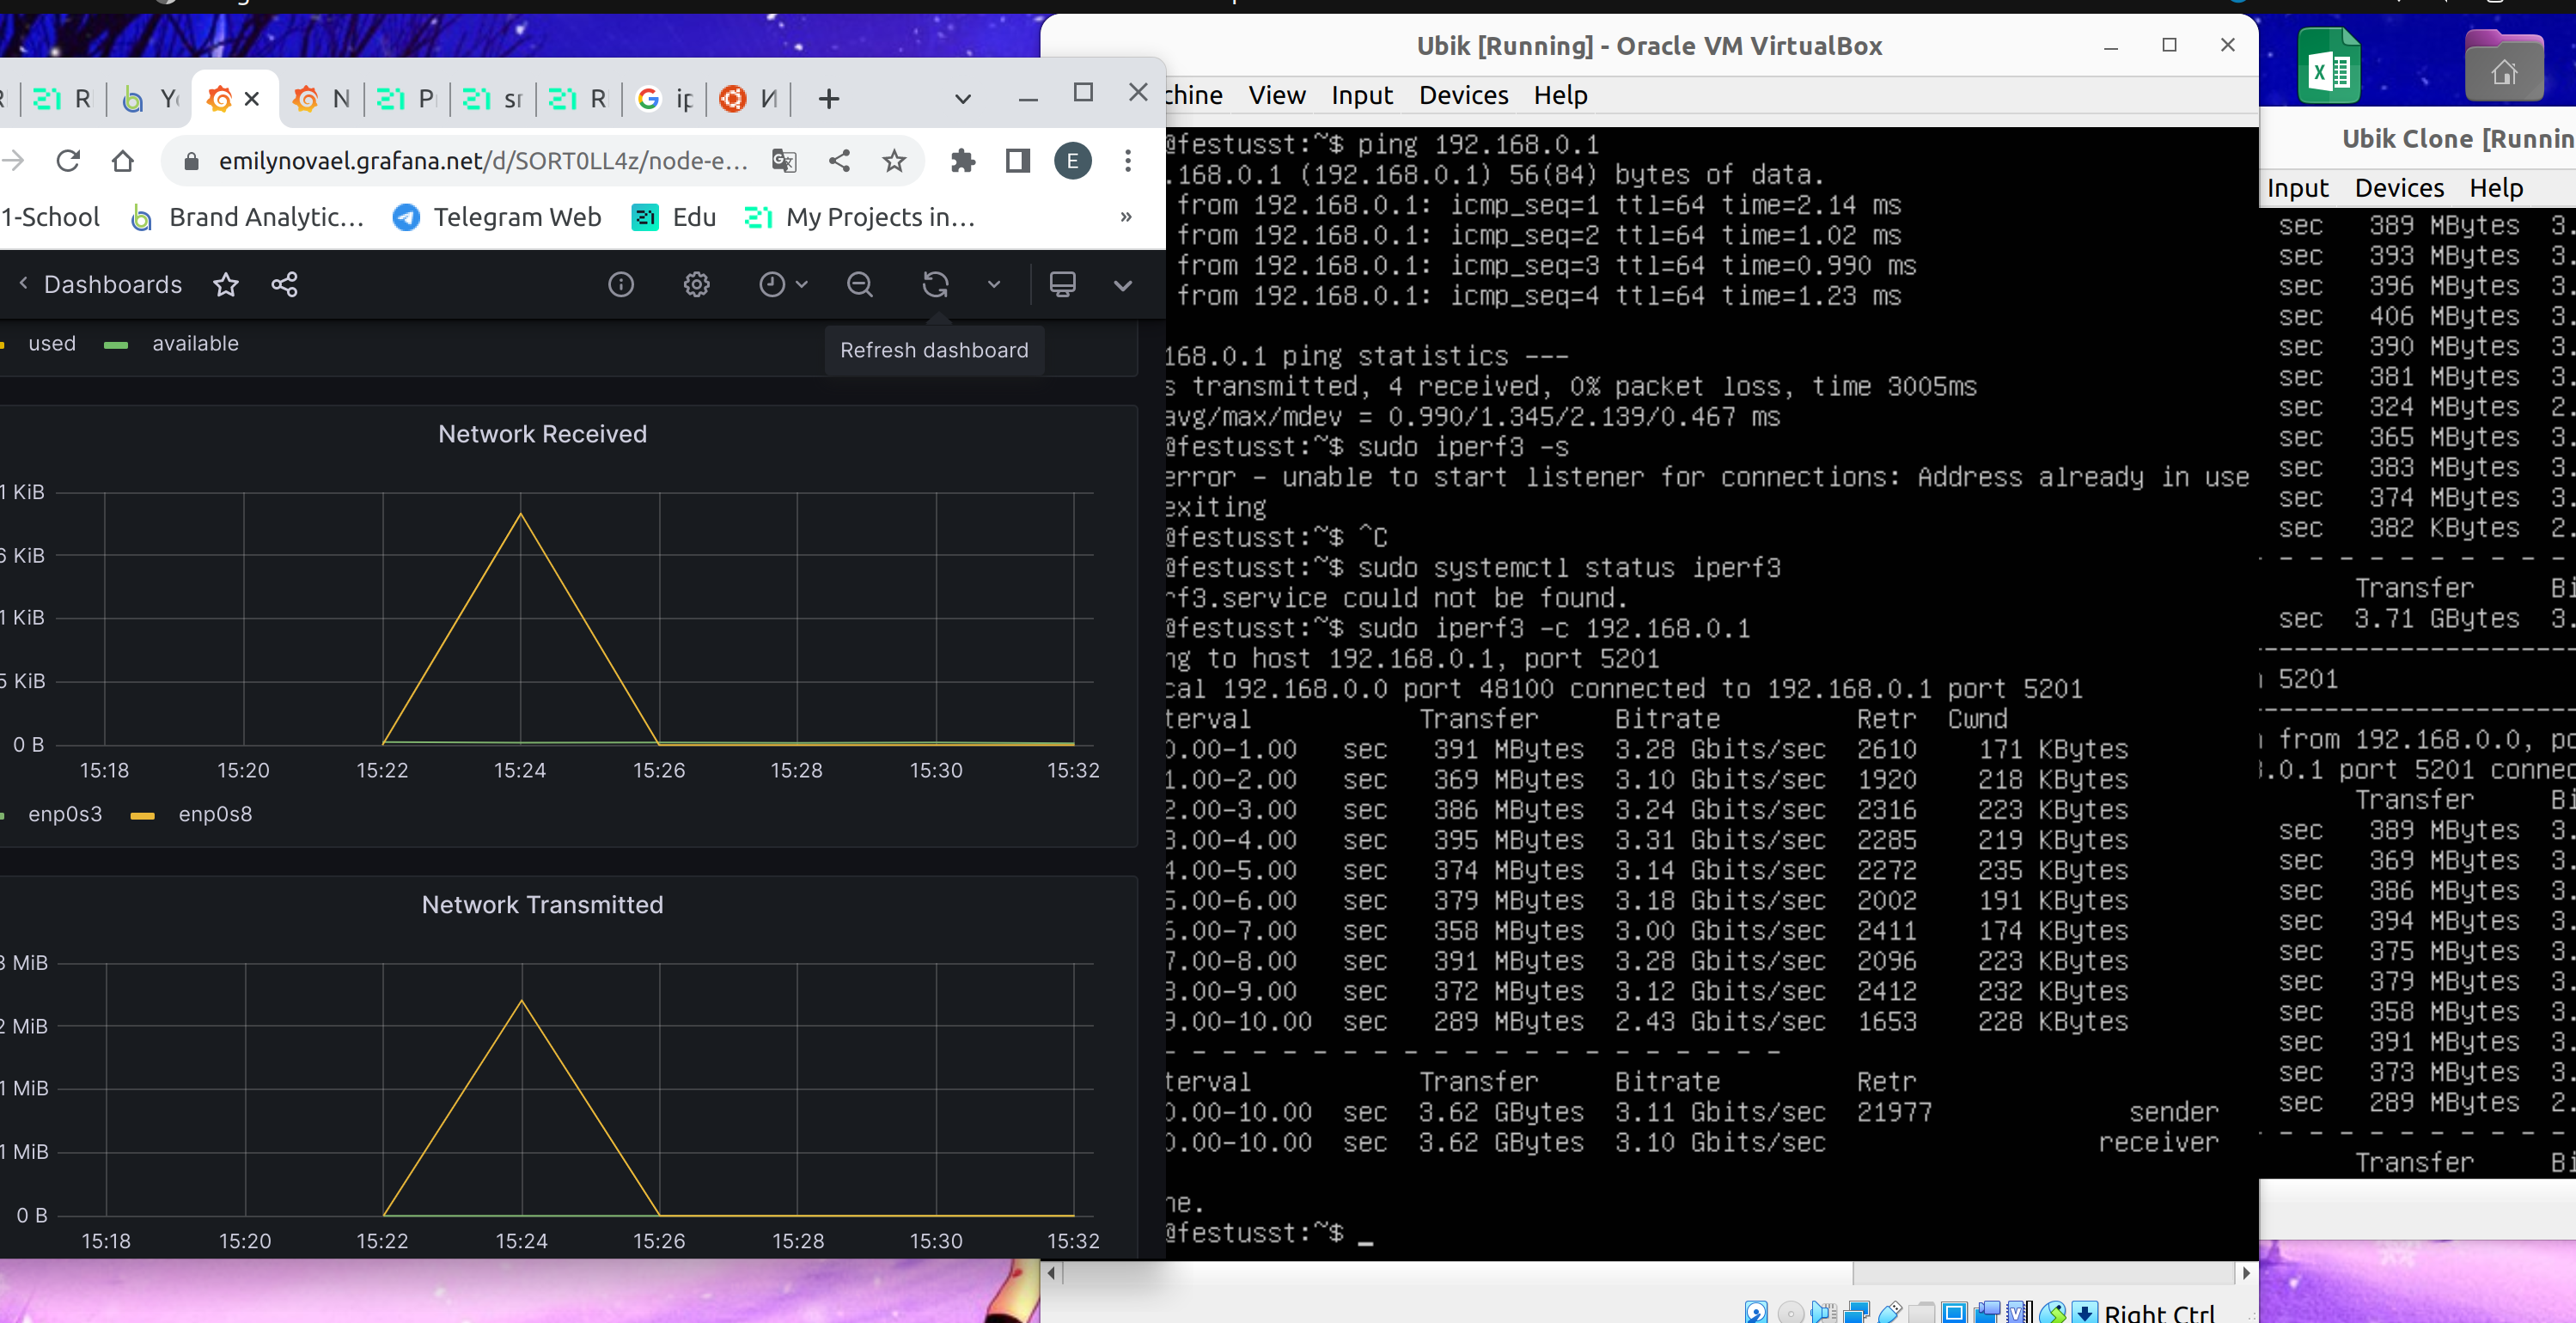 Ubik [Running] - Oracle VM VirtualBox
chine View Input Devices Help
emilynovael.grafana.net/d/SORT0LL4z/node-e...
E
1-School Brand Analytic... Telegram Web Edu My Projects in... »
Dashboards
Refresh dashboard
used available
Network Received
1 KiB
6 KiB
1 KiB
5 KiB
0 B
15:18 15:20 15:22 15:24 15:26 15:28 15:30 15:32
enp0s3 enp0s8
Network Transmitted
3 MiB
2 MiB
1 MiB
1 MiB
0 B
15:18 15:20 15:22 15:24 15:26 15:28 15:30 15:32
@festusst:~$ ping 192.168.0.1
.168.0.1 (192.168.0.1) 56(84) bytes of data.
from 192.168.0.1: icmp_seq=1 ttl=64 time=2.14 ms
from 192.168.0.1: icmp_seq=2 ttl=64 time=1.02 ms
from 192.168.0.1: icmp_seq=3 ttl=64 time=0.990 ms
from 192.168.0.1: icmp_seq=4 ttl=64 time=1.23 ms
168.0.1 ping statistics ---
s transmitted, 4 received, 0% packet loss, time 3005ms
avg/max/mdev = 0.990/1.345/2.139/0.467 ms
@festusst:~$ sudo iperf3 -s
error - unable to start listener for connections: Address already in use
exiting
@festusst:~$ ^C
@festusst:~$ sudo systemctl status iperf3
rf3.service could not be found.
@festusst:~$ sudo iperf3 -c 192.168.0.1
ng to host 192.168.0.1, port 5201
cal 192.168.0.0 port 48100 connected to 192.168.0.1 port 5201
terval Transfer Bitrate Retr Cwnd
0.00-1.00 sec 391 MBytes 3.28 Gbits/sec 2610 171 KBytes
1.00-2.00 sec 369 MBytes 3.10 Gbits/sec 1920 218 KBytes
2.00-3.00 sec 386 MBytes 3.24 Gbits/sec 2316 223 KBytes
3.00-4.00 sec 395 MBytes 3.31 Gbits/sec 2285 219 KBytes
4.00-5.00 sec 374 MBytes 3.14 Gbits/sec 2272 235 KBytes
5.00-6.00 sec 379 MBytes 3.18 Gbits/sec 2002 191 KBytes
6.00-7.00 sec 358 MBytes 3.00 Gbits/sec 2411 174 KBytes
7.00-8.00 sec 391 MBytes 3.28 Gbits/sec 2096 223 KBytes
8.00-9.00 sec 372 MBytes 3.12 Gbits/sec 2412 232 KBytes
9.00-10.00 sec 289 MBytes 2.43 Gbits/sec 1653 228 KBytes
- - - - - - - - - - - - - - - - - - - - -
terval Transfer Bitrate Retr
0.00-10.00 sec 3.62 GBytes 3.11 Gbits/sec 21977 sender
0.00-10.00 sec 3.62 GBytes 3.10 Gbits/sec receiver
ne.
@festusst:~$ _
Right Ctrl
Ubik Clone [Runnin
Input Devices Help
sec 389 MBytes 3.
sec 393 MBytes 3.
sec 396 MBytes 3.
sec 406 MBytes 3.
sec 390 MBytes 3.
sec 381 MBytes 3.
sec 324 MBytes 2.
sec 365 MBytes 3.
sec 383 MBytes 3.
sec 374 MBytes 3.
sec 382 KBytes 2.
- - - - - - - - - - -
Transfer Bi
sec 3.71 GBytes 3.
---------------------
5201
---------------------
from 192.168.0.0, po
.0.1 port 5201 connec
Transfer Bi
sec 389 MBytes 3.
sec 369 MBytes 3.
sec 386 MBytes 3.
sec 394 MBytes 3.
sec 375 MBytes 3.
sec 379 MBytes 3.
sec 358 MBytes 3.
sec 391 MBytes 3.
sec 373 MBytes 3.
sec 289 MBytes 2.
- - - - - - - - - - -
Transfer Bi